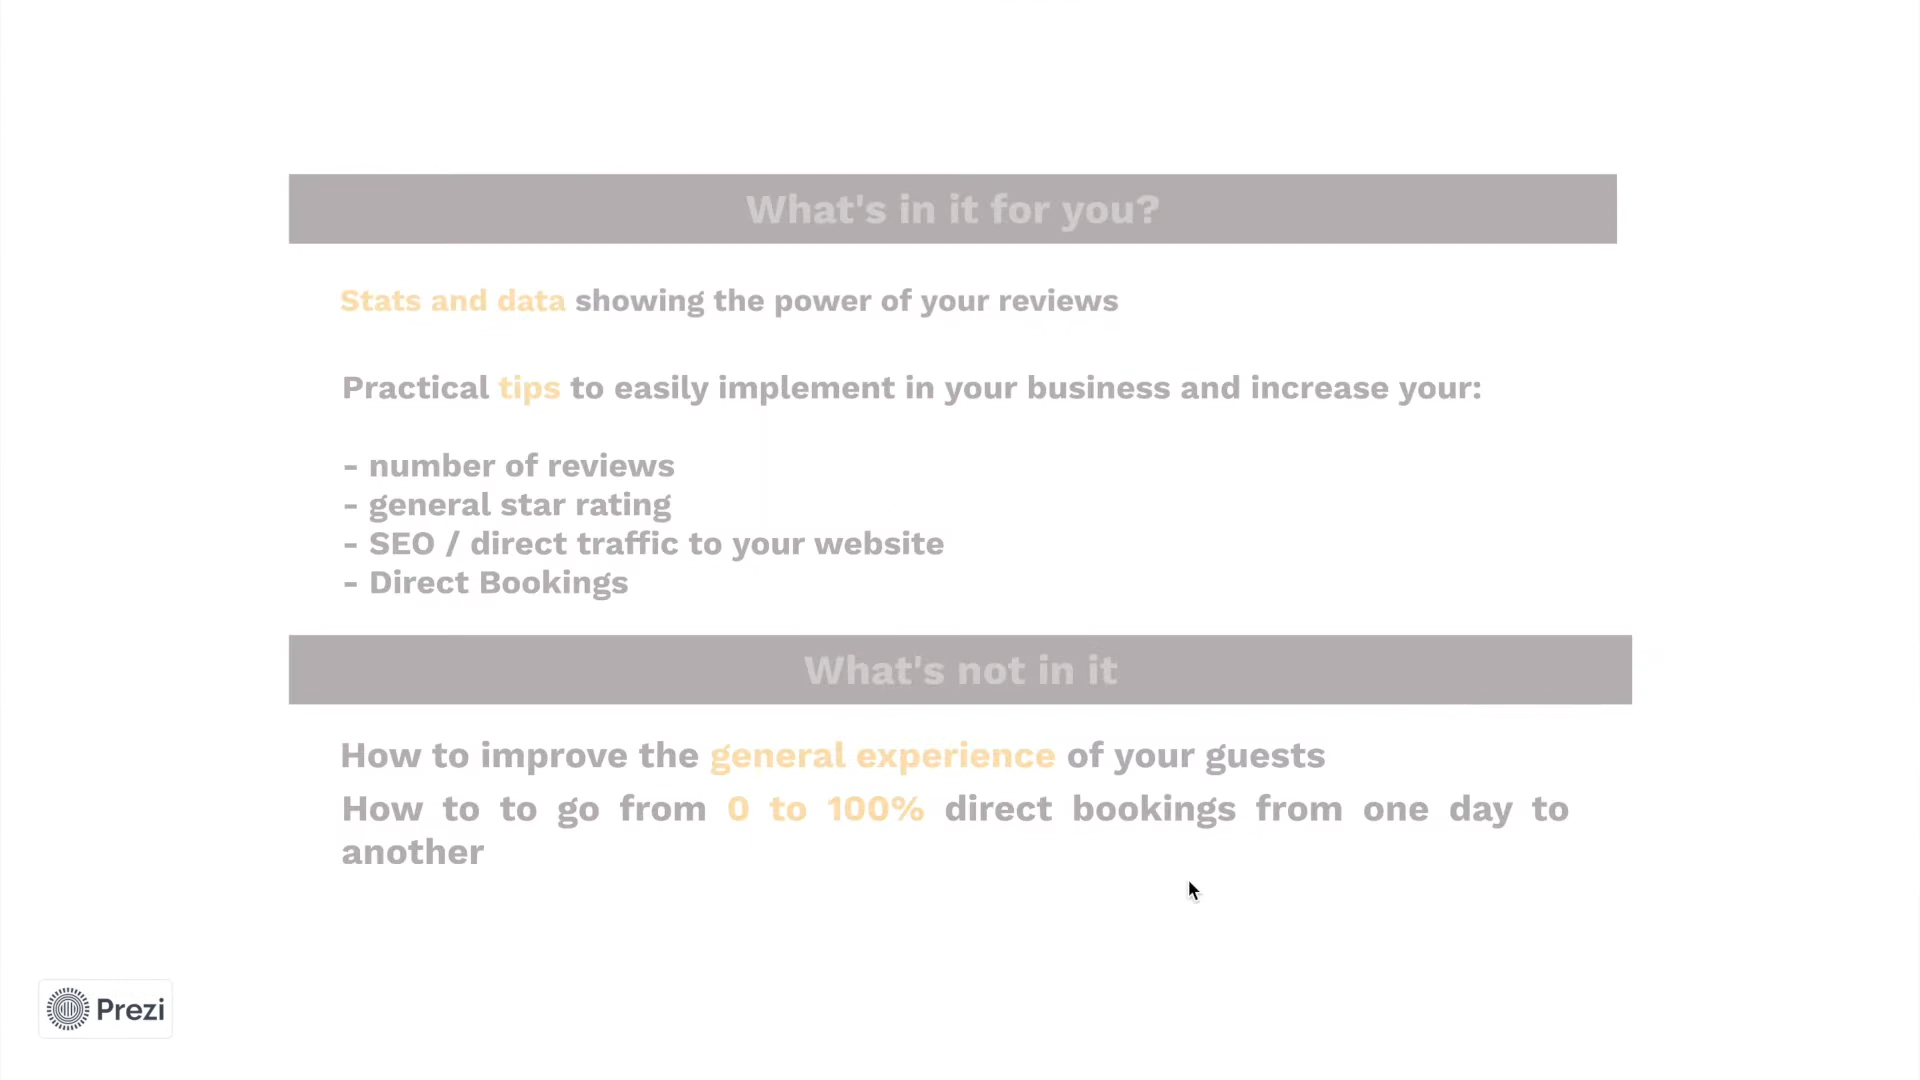 What's in it for you?
Stats and data showing the power of your reviews
Practical tips to easily implement in your business and increase your:
- number of reviews
- general star rating
- SEO / direct traffic to your website
- Direct Bookings
What's not in it
How to improve the general experience of your guests
How to to go from 0 to 100% direct bookings from one day to
another
Prezi